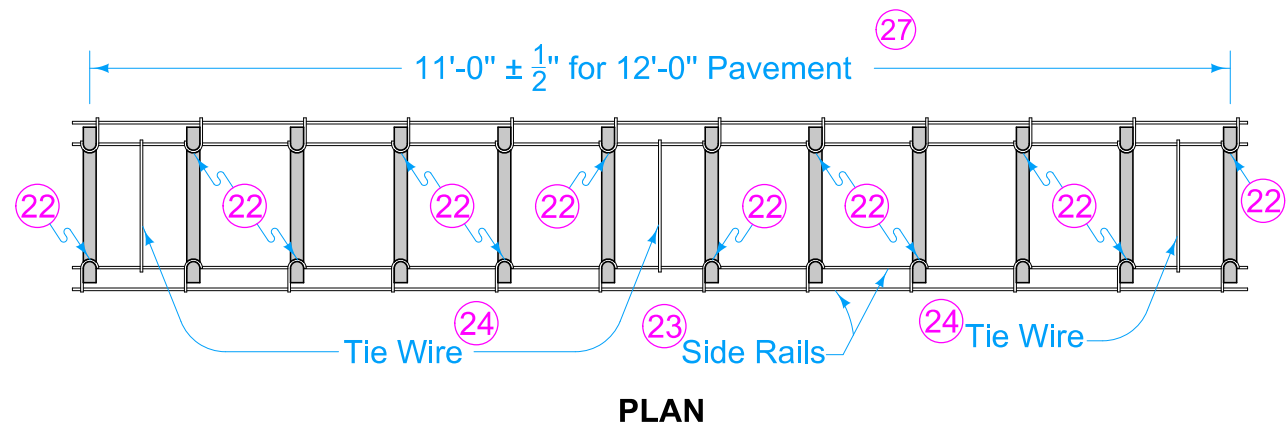 27
11'-0" ± 1/2" for 12'-0" Pavement
22 22 22 22 22 22 22 22
24 23 24
Tie Wire Side Rails Tie Wire
PLAN